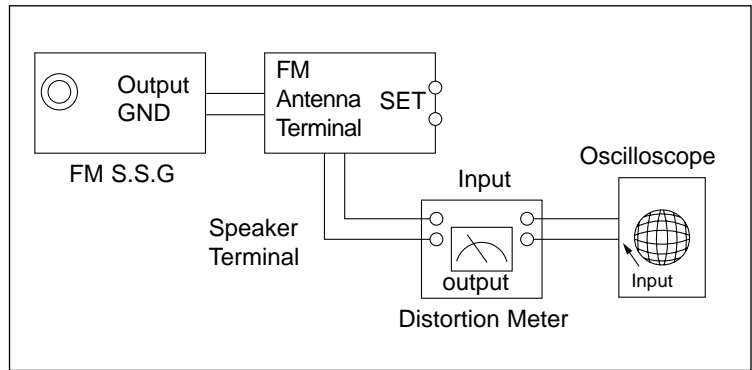 Output
GND
FM S.S.G
FM
Antenna
Terminal
SET
Speaker
Terminal
Input
output
Distortion Meter
Oscilloscope
Input